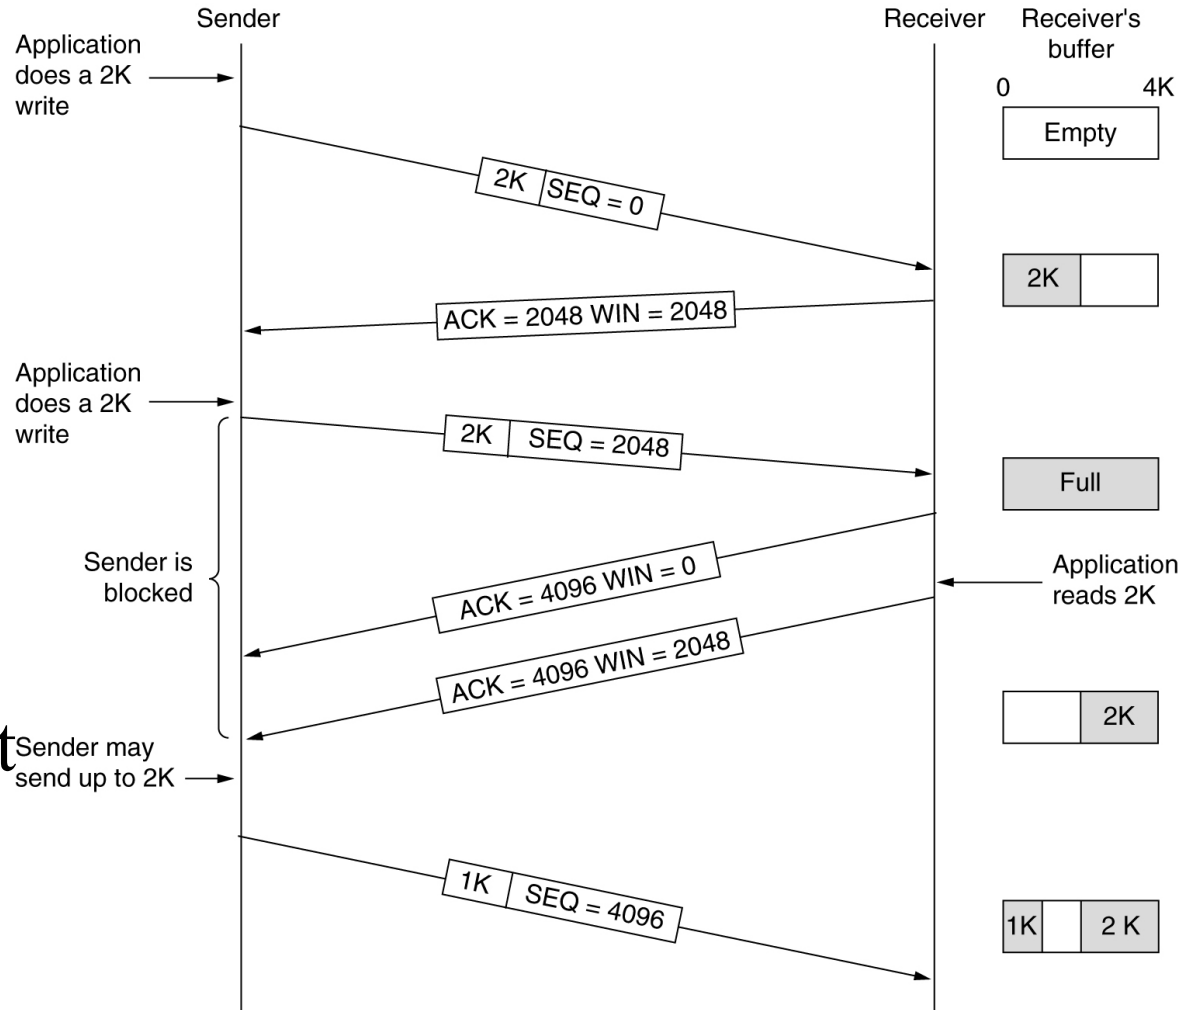 Sender
Receiver
Receiver's
buffer
Application
does a 2K
write
0
4K
Empty
2K
SEQ = 0
2K
ACK = 2048 WIN = 2048
Application
does a 2K
write
2K
SEQ = 2048
Full
Sender is
blocked
ACK = 4096 WIN = 0
Application
reads 2K
ACK = 4096 WIN = 2048
2K
t
Sender may
send up to 2K
1K
SEQ = 4096
1K
2 K